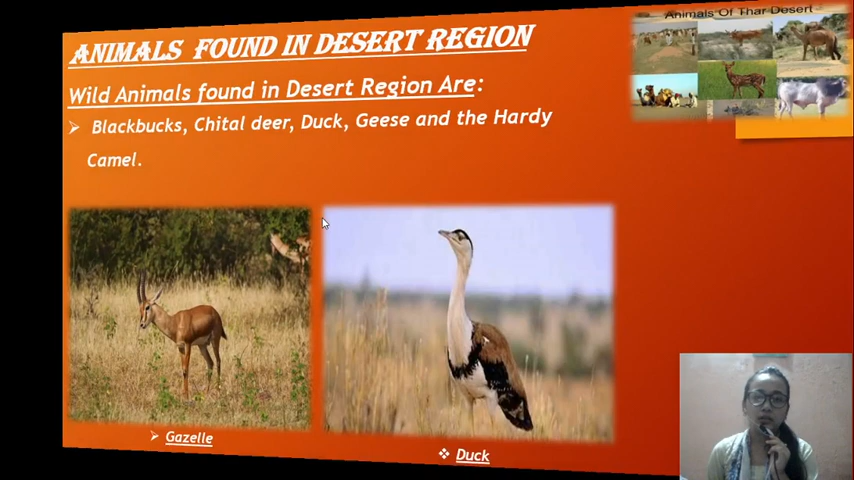 ANIMALS FOUND IN DESERT REGION
Animals Of Thar Desert
Wild Animals found in Desert Region Are:
➢ Blackbucks, Chital deer, Duck, Geese and the Hardy
Camel.
➢ Gazelle
❖ Duck